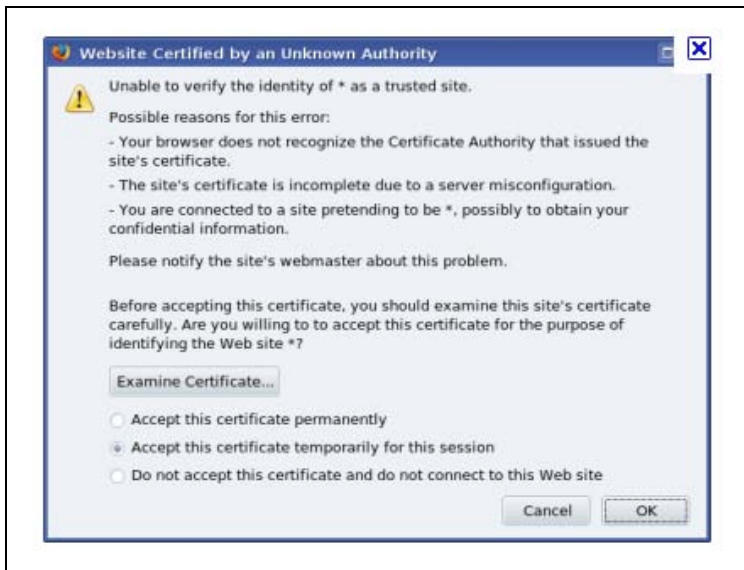 Website Certified by an Unknown Authority
Unable to verify the identity of * as a trusted site.
Possible reasons for this error:
- Your browser does not recognize the Certificate Authority that issued the
site's certificate.
- The site's certificate is incomplete due to a server misconfiguration.
- You are connected to a site pretending to be *, possibly to obtain your
confidential information.
Please notify the site's webmaster about this problem.
Before accepting this certificate, you should examine this site's certificate
carefully. Are you willing to to accept this certificate for the purpose of
identifying the Web site *?
Examine Certificate...
Accept this certificate permanently
Accept this certificate temporarily for this session
Do not accept this certificate and do not connect to this Web site
Cancel
OK